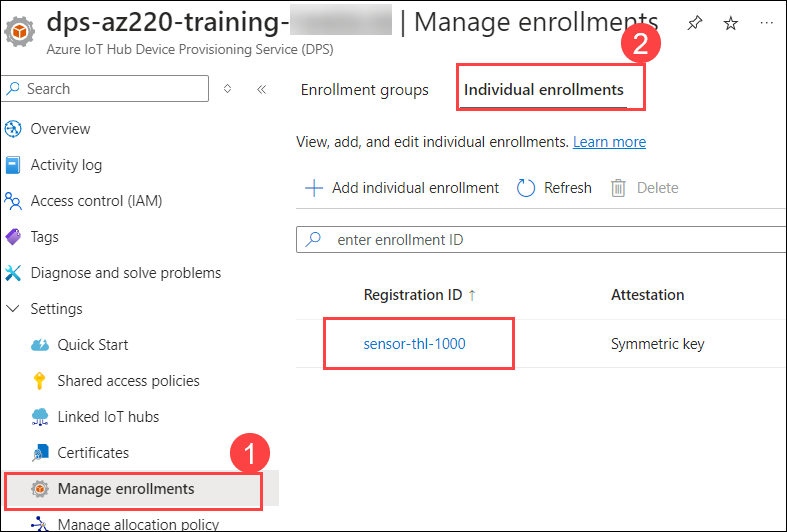 dps-az220-training- | Manage enrollments
Azure IoT Hub Device Provisioning Service (DPS)
2
Search
Enrollment groups Individual enrollments
View, add, and edit individual enrollments. Learn more
Overview
Activity log
Access control (IAM)
Tags
Diagnose and solve problems
Settings
Quick Start
Shared access policies
Linked IoT hubs
Certificates
1
Manage enrollments
Manage allocation policy
Add individual enrollment Refresh Delete
enter enrollment ID
Registration ID ↑ Attestation
sensor-thl-1000 Symmetric key